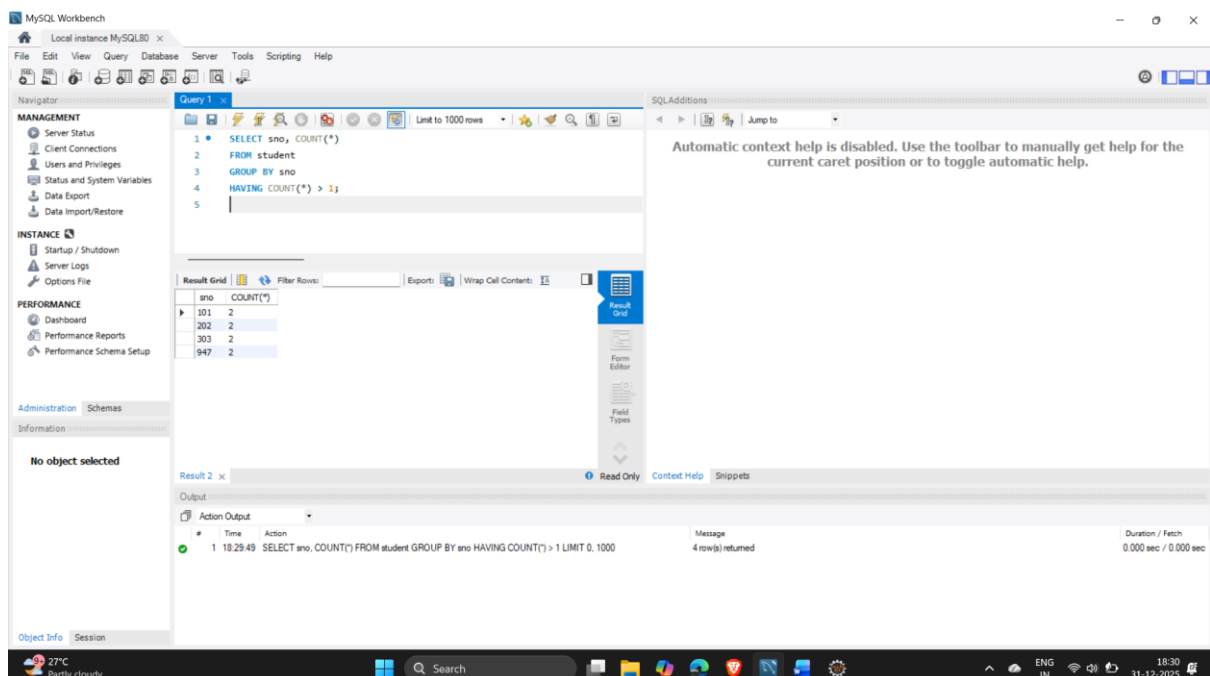 MySQL Workbench
Local instance MySQL80 ×
File Edit View Query Database Server Tools Scripting Help
Navigator
MANAGEMENT
Server Status
Client Connections
Users and Privileges
Status and System Variables
Data Export
Data Import/Restore
INSTANCE
Startup / Shutdown
Server Logs
Options File
PERFORMANCE
Dashboard
Performance Reports
Performance Schema Setup
Administration Schemas
Information
No object selected
Object Info Session
Query 1 ×
Limit to 1000 rows
1 SELECT sno, COUNT(*)
2 FROM student
3 GROUP BY sno
4 HAVING COUNT(*) > 1;
5
Result Grid Filter Rows: Export: Wrap Cell Content:
sno COUNT(*)
101 2
202 2
303 2
947 2
Result
Grid
Form
Editor
Field
Types
Result 2 × Read Only
SQLAdditions
Jump to
Automatic context help is disabled. Use the toolbar to manually get help for the
current caret position or to toggle automatic help.
Context Help Snippets
Output
Action Output
# Time Action Message Duration / Fetch
1 18:29:49 SELECT sno, COUNT(*) FROM student GROUP BY sno HAVING COUNT(*) > 1 LIMIT 0, 1000 4 row(s) returned 0.000 sec / 0.000 sec
9+
27°C
Partly cloudy
Search
ENG
IN
18:30
31-12-2025